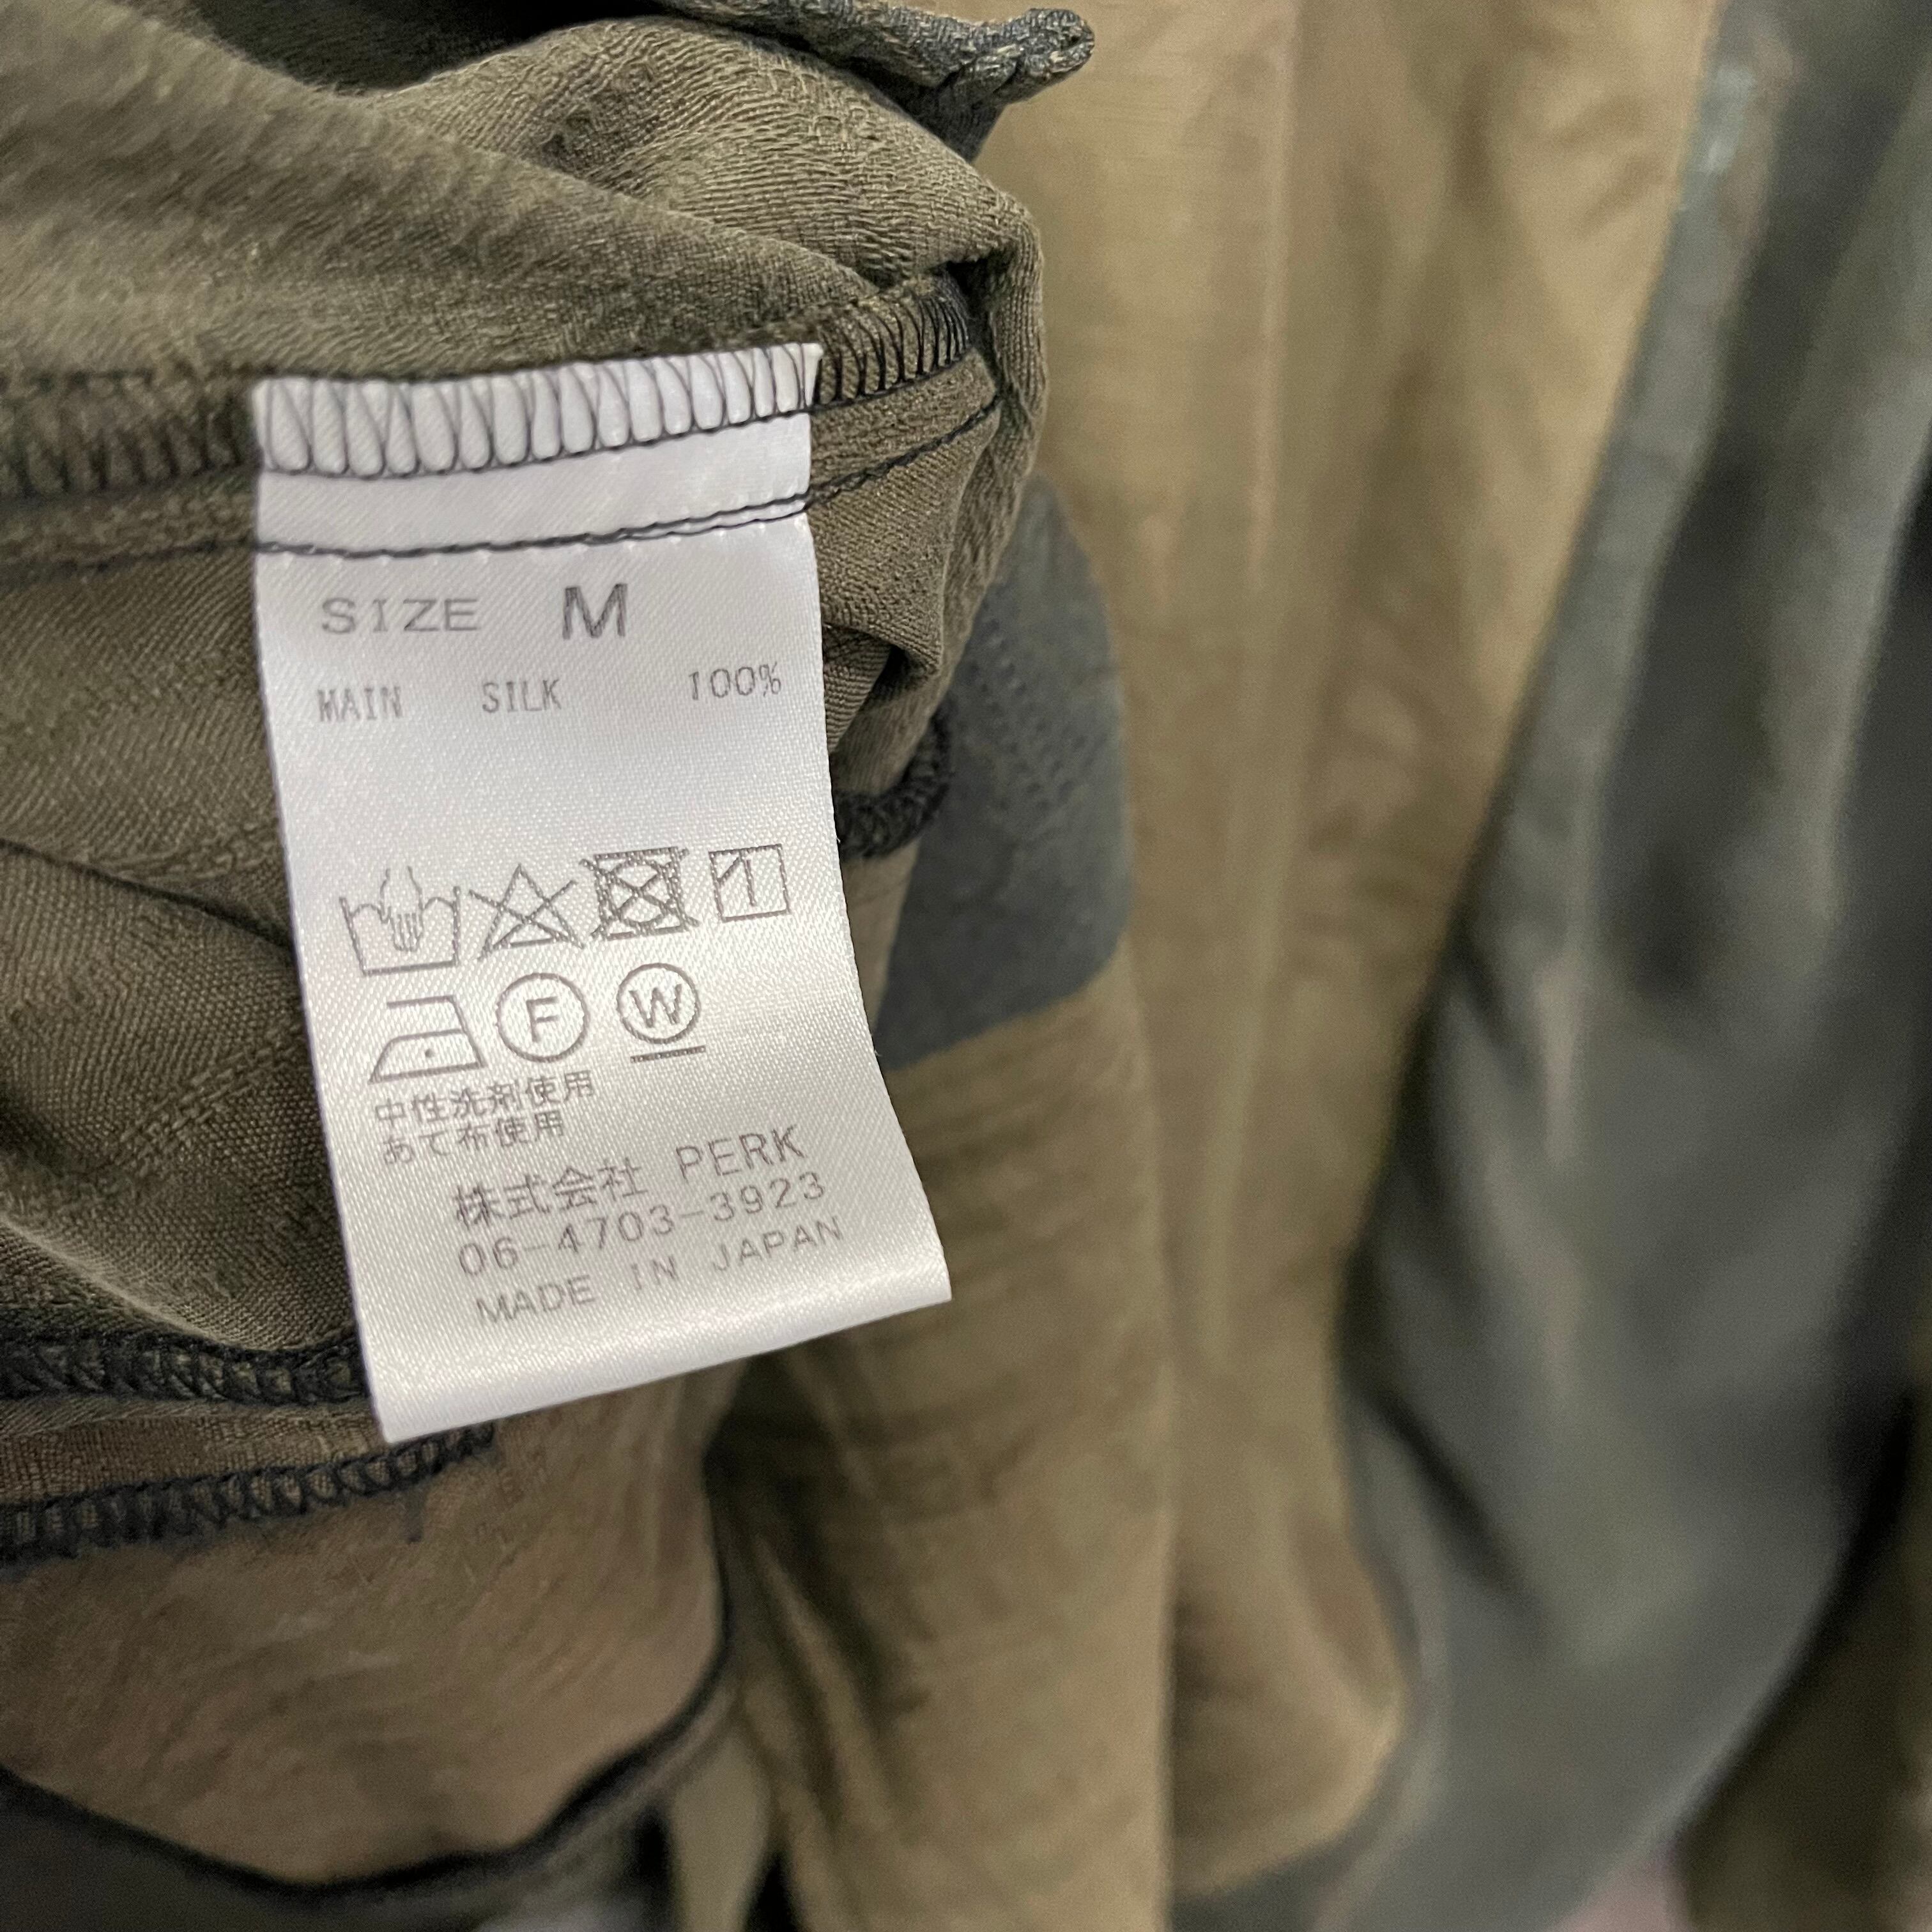 SIZE M
MAIN SILK 100%
F W
中性洗剤使用
あて布使用
株式会社 PERK
06-4703-3923
MADE IN JAPAN